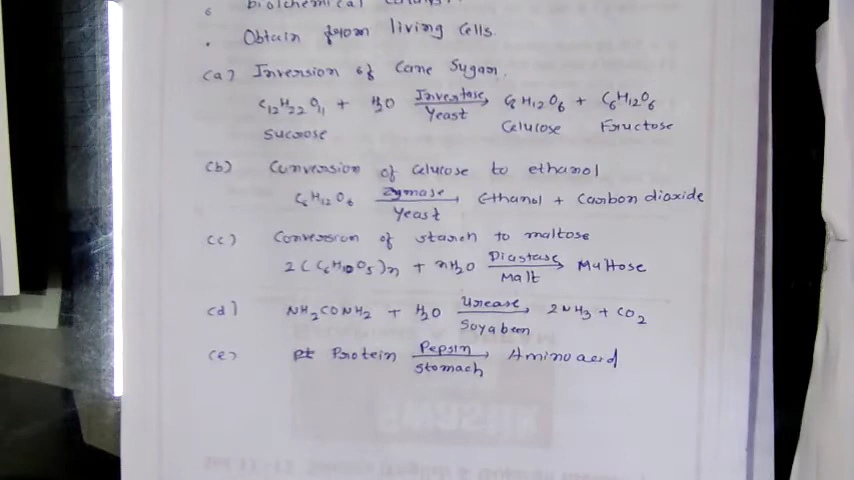 • Obtain from living Cells.
(a) Inversion of Cane Sugar.
C12H22O11 + H2O Invertase Yeast C6H12O6 + C6H12O6
Sucrose Glucose Fructose
(b) Conversion of Glucose to ethanol
C6H12O6 Zymase Yeast Ethanol + Carbon dioxide
(c) Conversion of starch to maltose
2(C6H10O5)n + nH2O Diastase Malt Maltose
(d) NH2CONH2 + H2O Urease Soyabean 2NH3 + CO2
(e) Protein Pepsin Stomach Amino acid